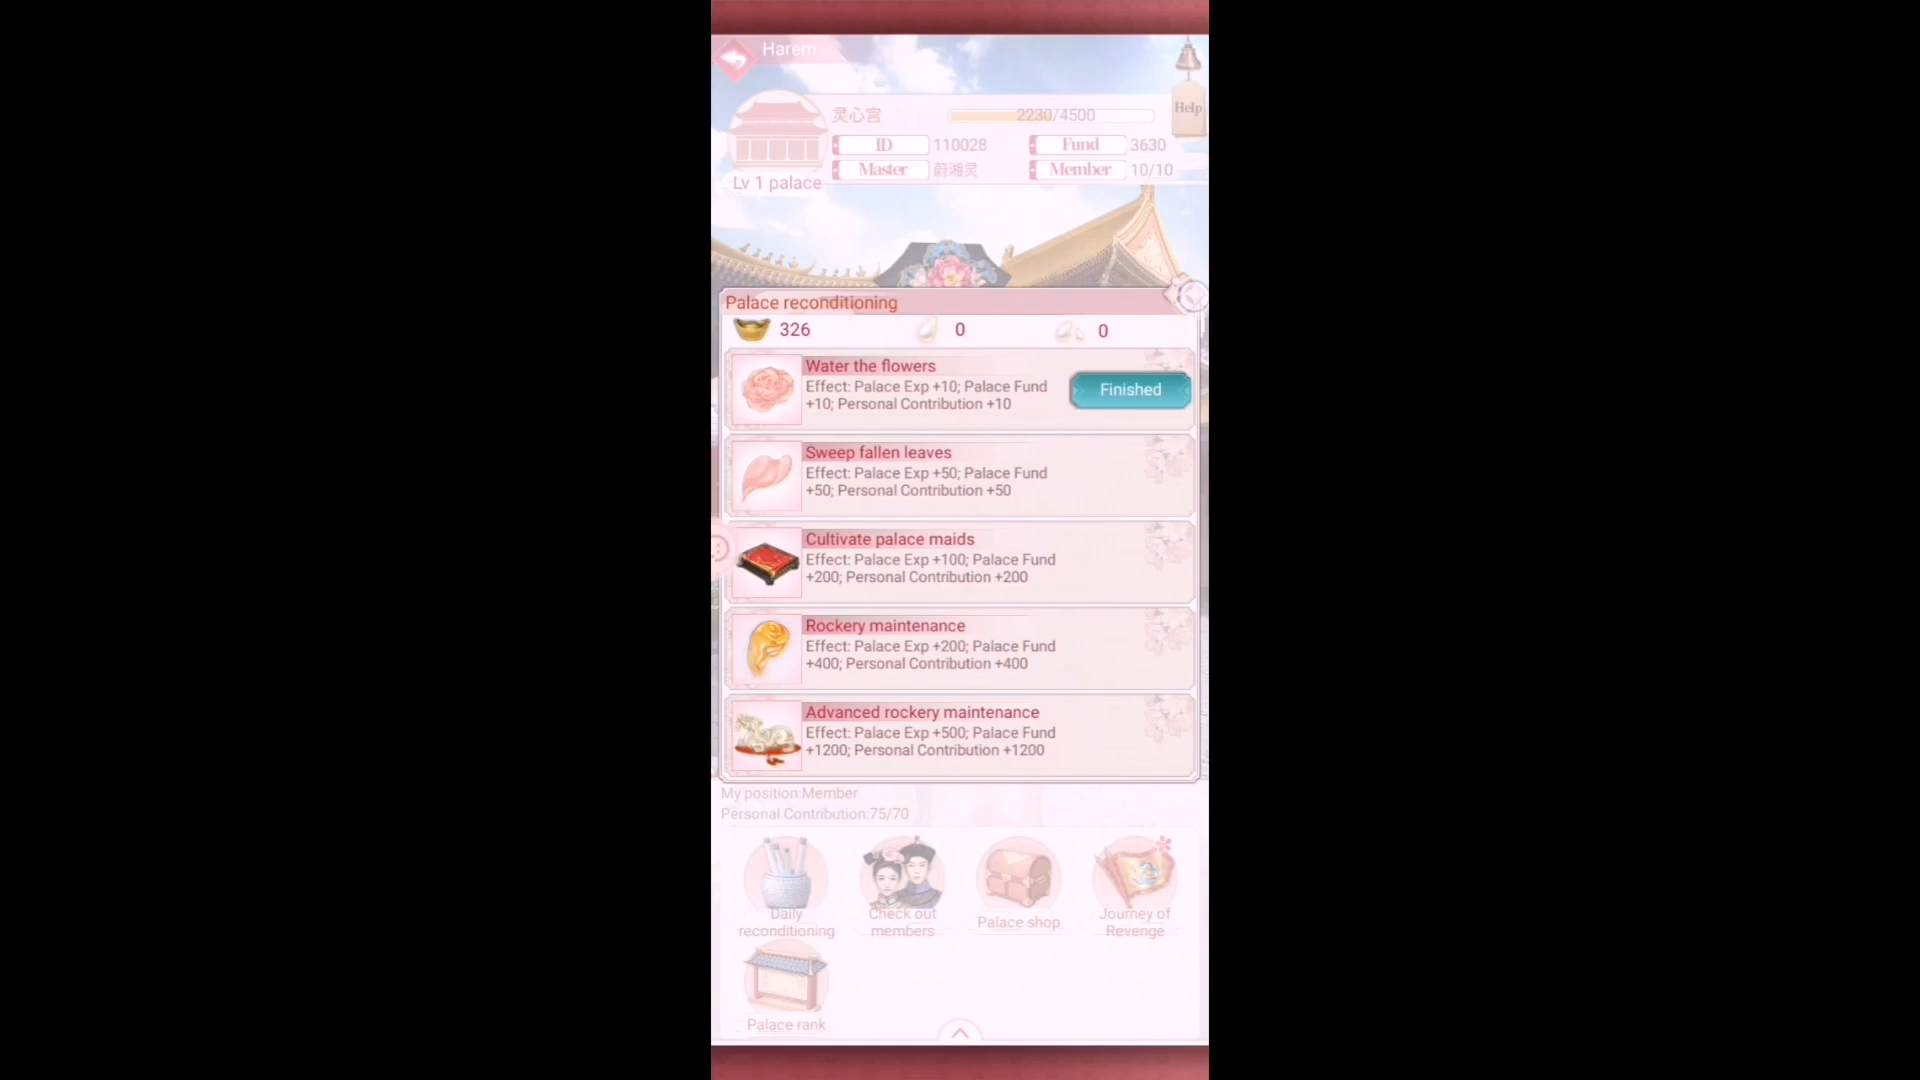 Harem
Help
灵心宫
2230/4500
ID 110028
Fund 3630
Master 蔚湘灵
Member 10/10
Lv 1 palace
Palace reconditioning
326
0
0
Water the flowers
Effect: Palace Exp +10; Palace Fund
+10; Personal Contribution +10
Finished
Sweep fallen leaves
Effect: Palace Exp +50; Palace Fund
+50; Personal Contribution +50
Cultivate palace maids
Effect: Palace Exp +100; Palace Fund
+200; Personal Contribution +200
Rockery maintenance
Effect: Palace Exp +200; Palace Fund
+400; Personal Contribution +400
Advanced rockery maintenance
Effect: Palace Exp +500; Palace Fund
+1200; Personal Contribution +1200
My position:Member
Personal Contribution:75/70
Daily
reconditioning
Check out
members
Palace shop
Journey of
Revenge
Palace rank